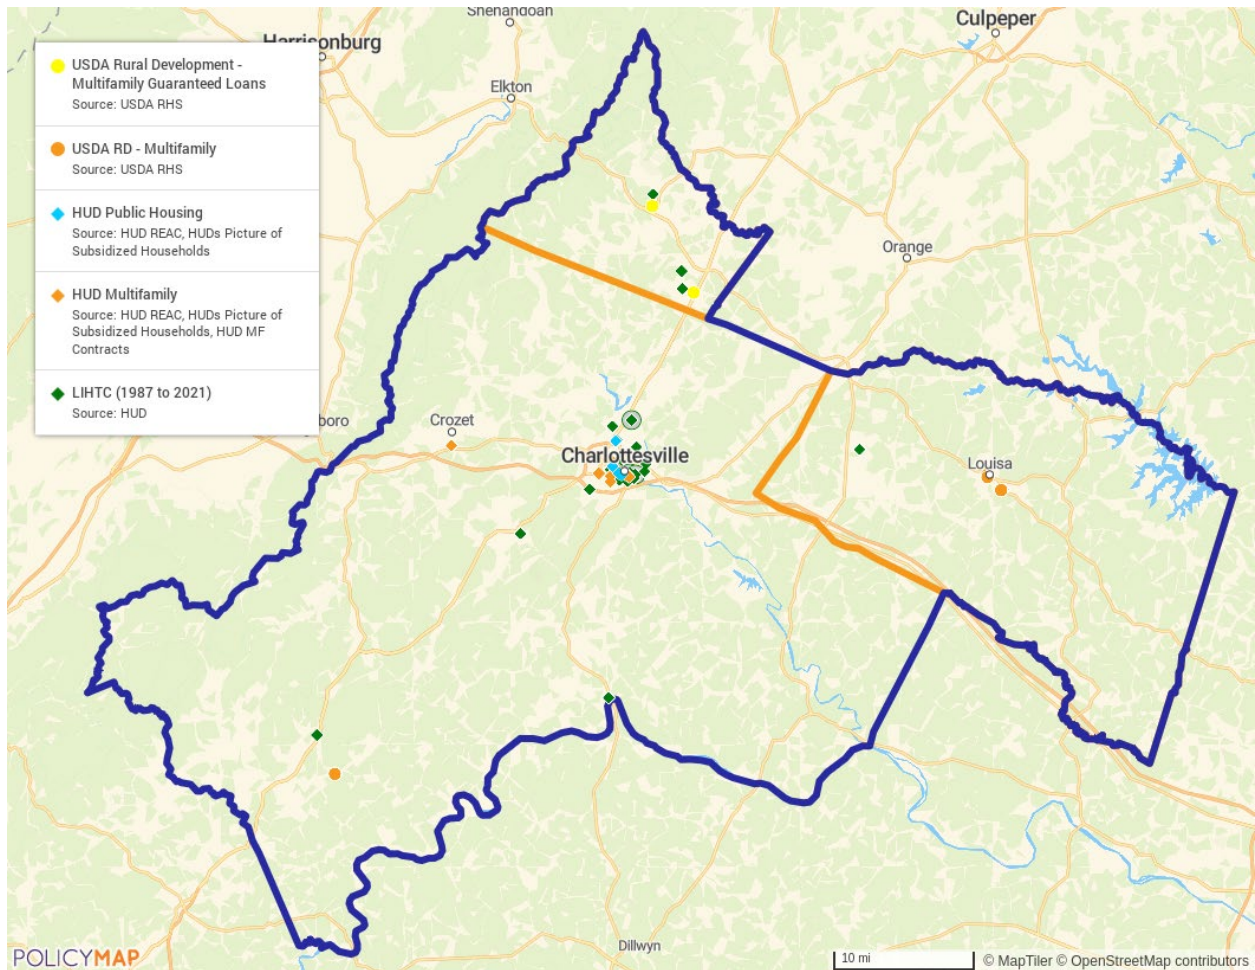 Shenandoah
Culpeper
Harrisonburg
USDA Rural Development -
Multifamily Guaranteed Loans
Source: USDA RHS
Elkton
USDA RD - Multifamily
Source: USDA RHS
HUD Public Housing
Source: HUD REAC, HUDs Picture of
Subsidized Households
Orange
HUD Multifamily
Source: HUD REAC, HUDs Picture of
Subsidized Households, HUD MF
Contracts
LIHTC (1987 to 2021)
Source: HUD
boro
Crozet
Charlottesville
Louisa
Dillwyn
POLICYMAP
10 mi
© MapTiler © OpenStreetMap contributors